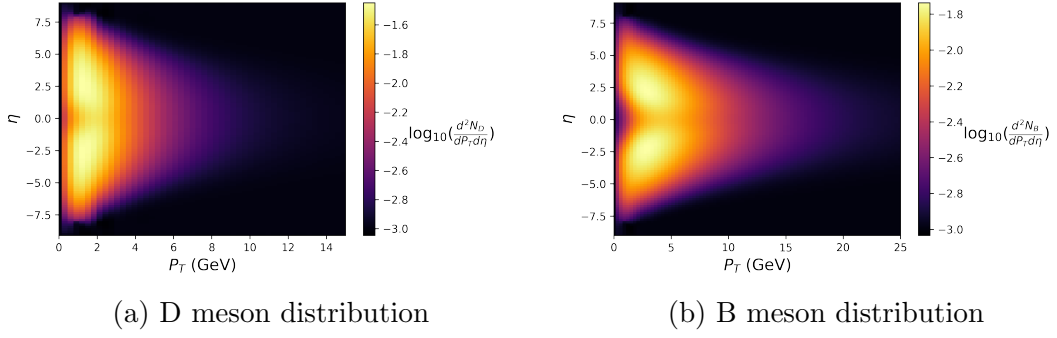 7.5
5.0
2.5
0.0
−2.5
−5.0
−7.5
η
0 2 4 6 8 10 12 14
P_T (GeV)
−1.6
−1.8
−2.0
−2.2
−2.4
−2.6
−2.8
−3.0
log₁₀(d²N_D/dP_Tdη)
(a) D meson distribution
7.5
5.0
2.5
0.0
−2.5
−5.0
−7.5
η
0 5 10 15 20 25
P_T (GeV)
−1.8
−2.0
−2.2
−2.4
−2.6
−2.8
−3.0
log₁₀(d²N_B/dP_Tdη)
(b) B meson distribution